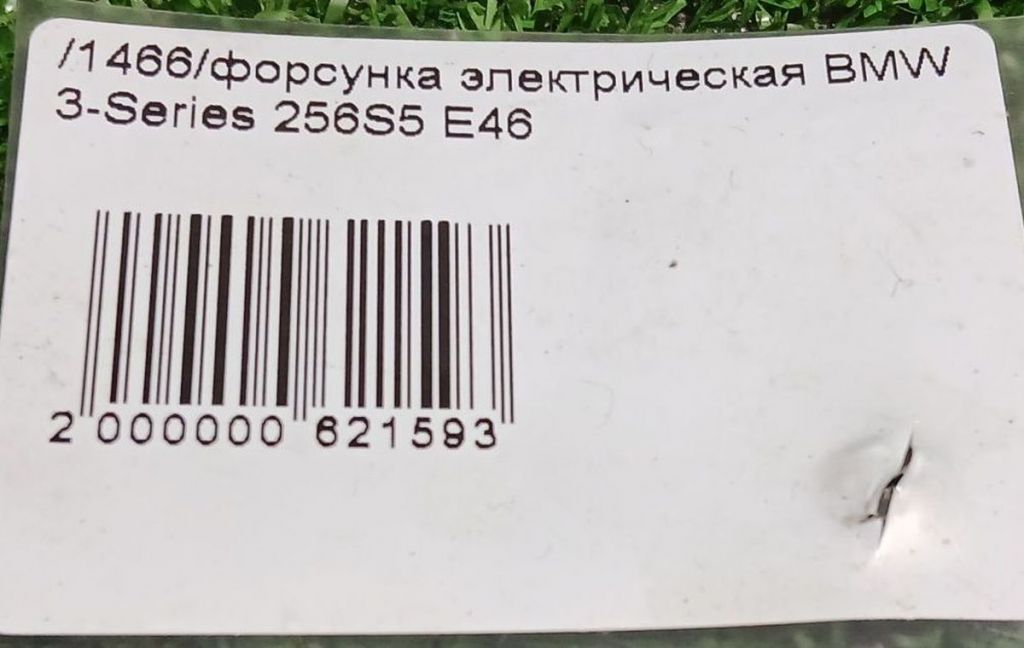 /1466/форсунка электрическая BMW
3-Series 256S5 E46
2 000000 621593